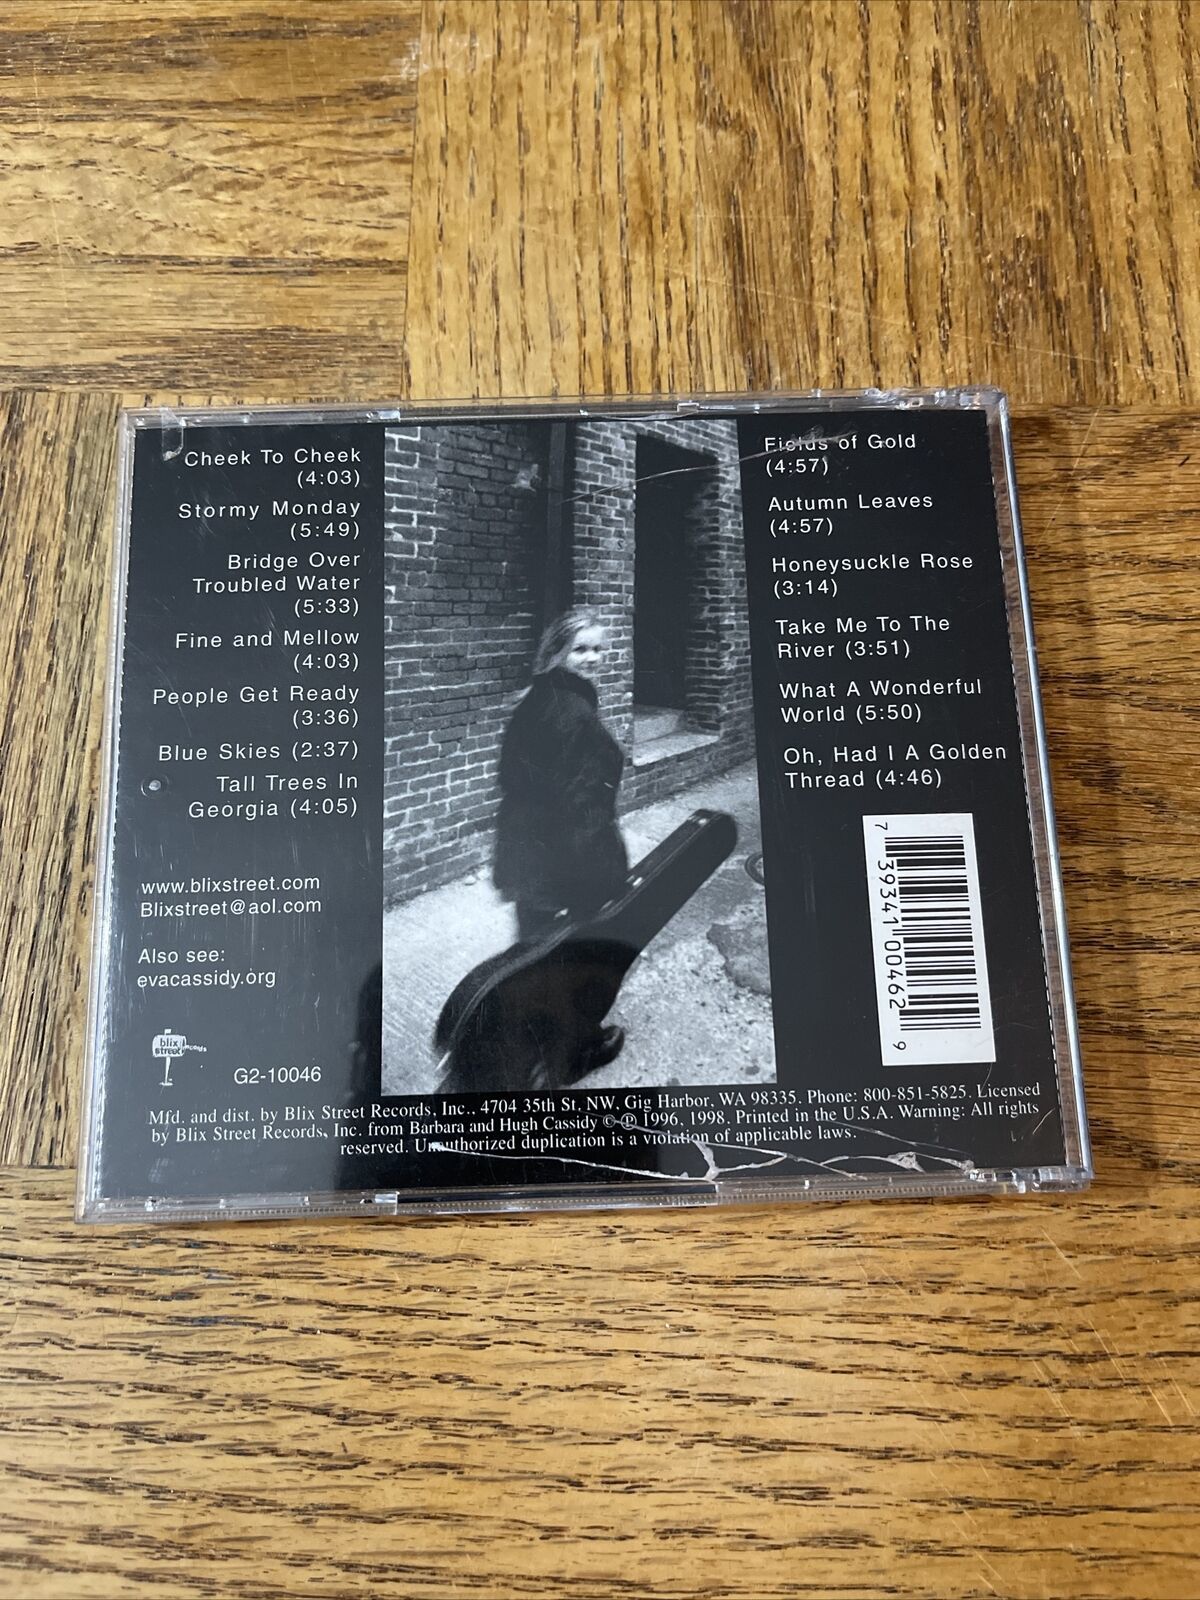 Cheek To Cheek
(4:03)
Stormy Monday
(5:49)
Bridge Over
Troubled Water
(5:33)
Fine and Mellow
(4:03)
People Get Ready
(3:36)
Blue Skies (2:37)
Tall Trees In
Georgia (4:05)
www.blixstreet.com
Blixstreet@aol.com
Also see:
evacassidy.org
blix
street records
G2-10046
Fields of Gold
(4:57)
Autumn Leaves
(4:57)
Honeysuckle Rose
(3:14)
Take Me To The
River (3:51)
What A Wonderful
World (5:50)
Oh, Had I A Golden
Thread (4:46)
7 39341 00462 9
Mfd. and dist. by Blix Street Records, Inc.. 4704 35th St. NW, Gig Harbor, WA 98335. Phone: 800-851-5825. Licensed
by Blix Street Records, Inc. from Barbara and Hugh Cassidy © ℗ 1996, 1998. Printed in the U.S.A. Warning: All rights
reserved. Unauthorized duplication is a violation of applicable laws.